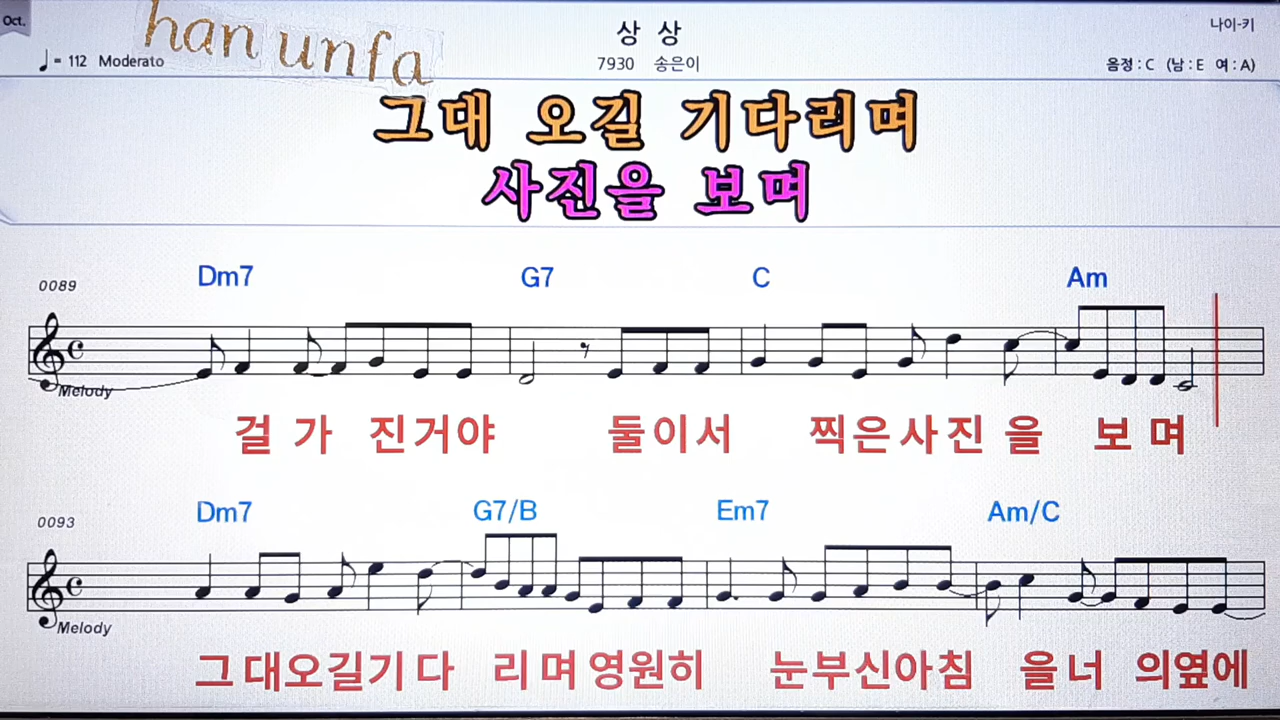 Oct.
han unfa
상 상
나이-키
♩= 112 Moderato
7930 송은이
음정 : C (남 : E 여 : A)
그대 오길 기다리며
사진을 보며
Dm7 G7 C Am
0089
Melody
걸 가 진거야 둘이서 찍은사진 을 보 며
Dm7 G7/B Em7 Am/C
0093
Melody
그대오길기다 리며영원히 눈부신아침 을너 의옆에